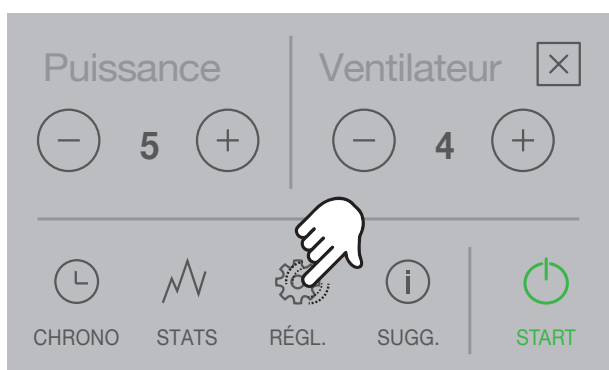 Puissance Ventilateur
− 5 + − 4 +
CHRONO STATS RÉGL. SUGG. START